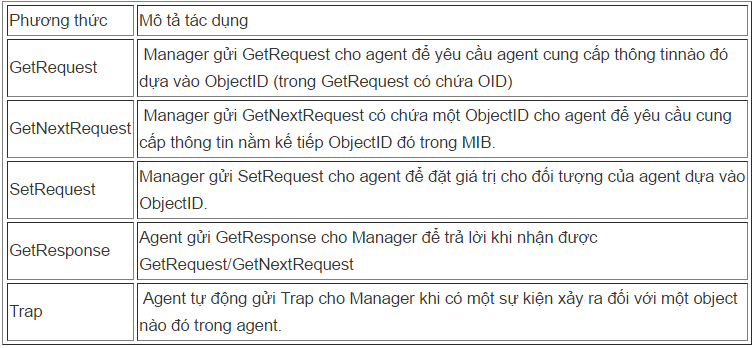 Phương thức Mô tả tác dụng
GetRequest
Manager gửi GetRequest cho agent để yêu cầu agent cung cấp thông tinnào đó
dựa vào ObjectID (trong GetRequest có chứa OID)
GetNextRequest
Manager gửi GetNextRequest có chứa một ObjectID cho agent để yêu cầu cung
cấp thông tin nằm kế tiếp ObjectID đó trong MIB.
SetRequest
Manager gửi SetRequest cho agent để đặt giá trị cho đối tượng của agent dựa vào
ObjectID.
GetResponse
Agent gửi GetResponse cho Manager để trả lời khi nhận được
GetRequest/GetNextRequest
Trap
Agent tự động gửi Trap cho Manager khi có một sự kiện xảy ra đối với một object
nào đó trong agent.